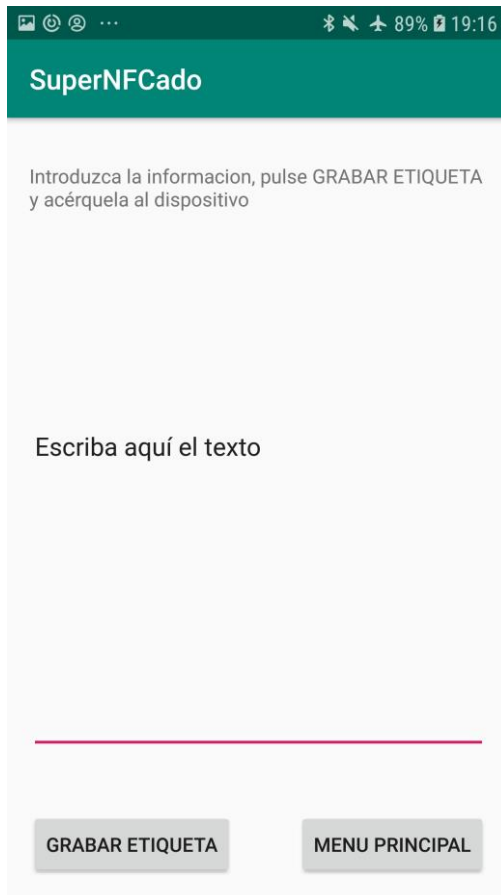 89% 19:16
SuperNFCado
Introduzca la informacion, pulse GRABAR ETIQUETA
y acérquela al dispositivo
Escriba aquí el texto
GRABAR ETIQUETA MENU PRINCIPAL